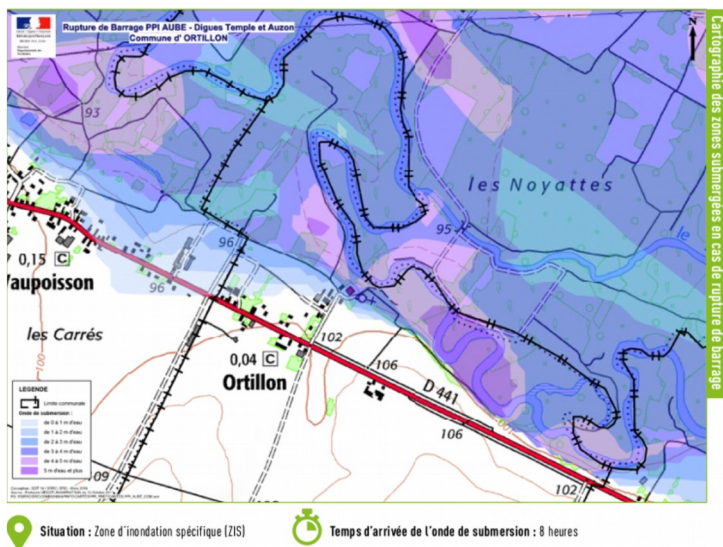 Rupture de Barrage PPI AUBE - Digues Temple et Auzon
Commune d' ORTILLON
N
Cartographie des zones submergées en cas de rupture de barrage
93
les Noyattes
95
le
96
0,15 C
aupoisson
96
les Carrés
102
0,04 C
Ortillon
106
D 441
106
100
109
102
LEGENDE
Limite communale
Onde de submersion :
de 0 à 1 m d'eau
de 1 à 2 m d'eau
de 2 à 3 m d'eau
de 3 à 4 m d'eau
de 4 à 5 m d'eau
5 m d'eau et plus
Situation : Zone d'inondation spécifique (ZIS)
Temps d'arrivée de l'onde de submersion : 8 heures